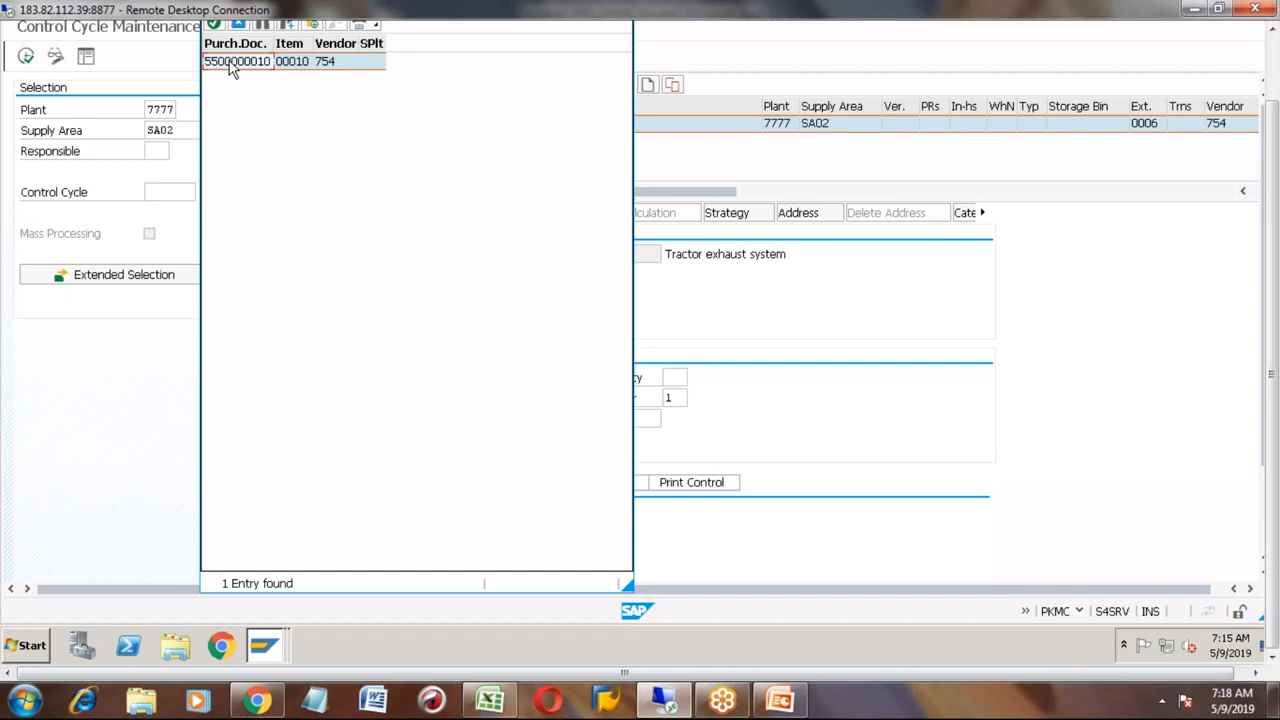 183.82.112.39:8877 - Remote Desktop Connection
Control Cycle Maintenance
Purch.Doc. Item Vendor SPlt
5500000010 00010 754
Selection
Plant 7777
Supply Area SA02
Responsible
Control Cycle
Mass Processing
Extended Selection
Plant Supply Area Ver. PRs In-hs WhN Typ Storage Bin Ext. Trns Vendor
7777 SA02 0006 754
Strategy Address Delete Address Cate
Tractor exhaust system
1
Print Control
1 Entry found
SAP
PKMC S4SRV INS
Start
7:15 AM
5/9/2019
7:18 AM
5/9/2019